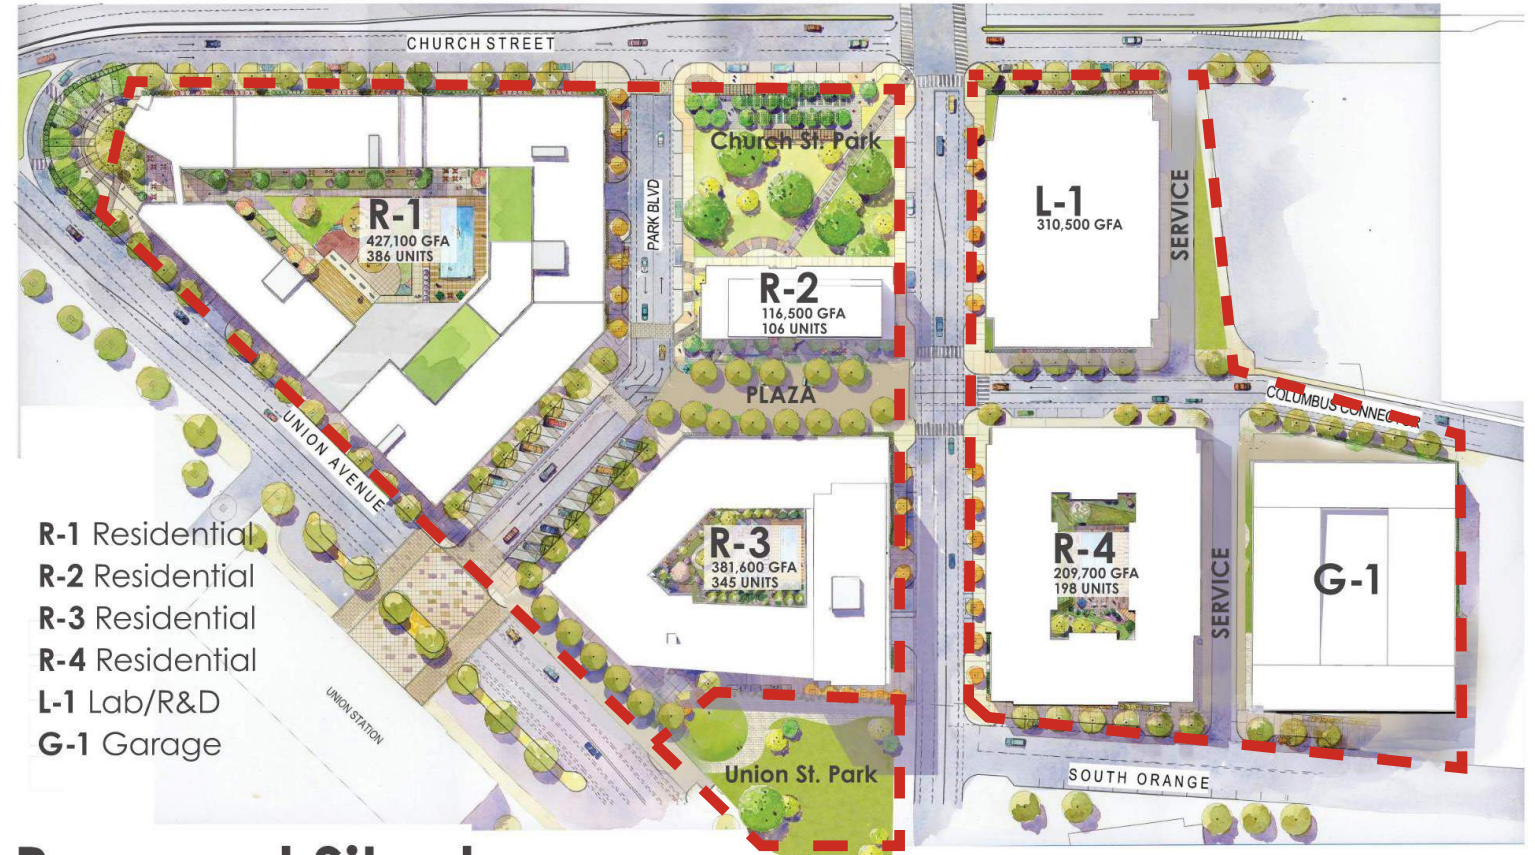 CHURCH STREET
Church St. Park
PARK BLVD
R-1
427,100 GFA
386 UNITS
L-1
310,500 GFA
SERVICE
R-2
116,500 GFA
106 UNITS
PLAZA
COLUMBUS CONNECTOR
UNION AVENUE
R-3
381,600 GFA
345 UNITS
R-4
209,700 GFA
198 UNITS
SERVICE
G-1
R-1 Residential
R-2 Residential
R-3 Residential
R-4 Residential
L-1 Lab/R&D
G-1 Garage
UNION STATION
Union St. Park
SOUTH ORANGE